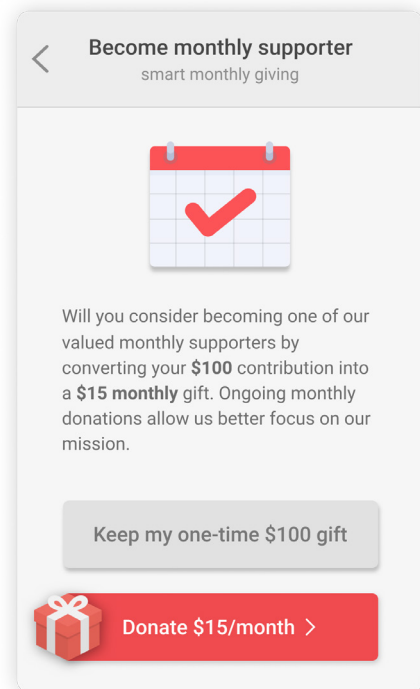 Become monthly supporter
smart monthly giving
Will you consider becoming one of our
valued monthly supporters by
converting your $100 contribution into
a $15 monthly gift. Ongoing monthly
donations allow us better focus on our
mission.
Keep my one-time $100 gift
Donate $15/month